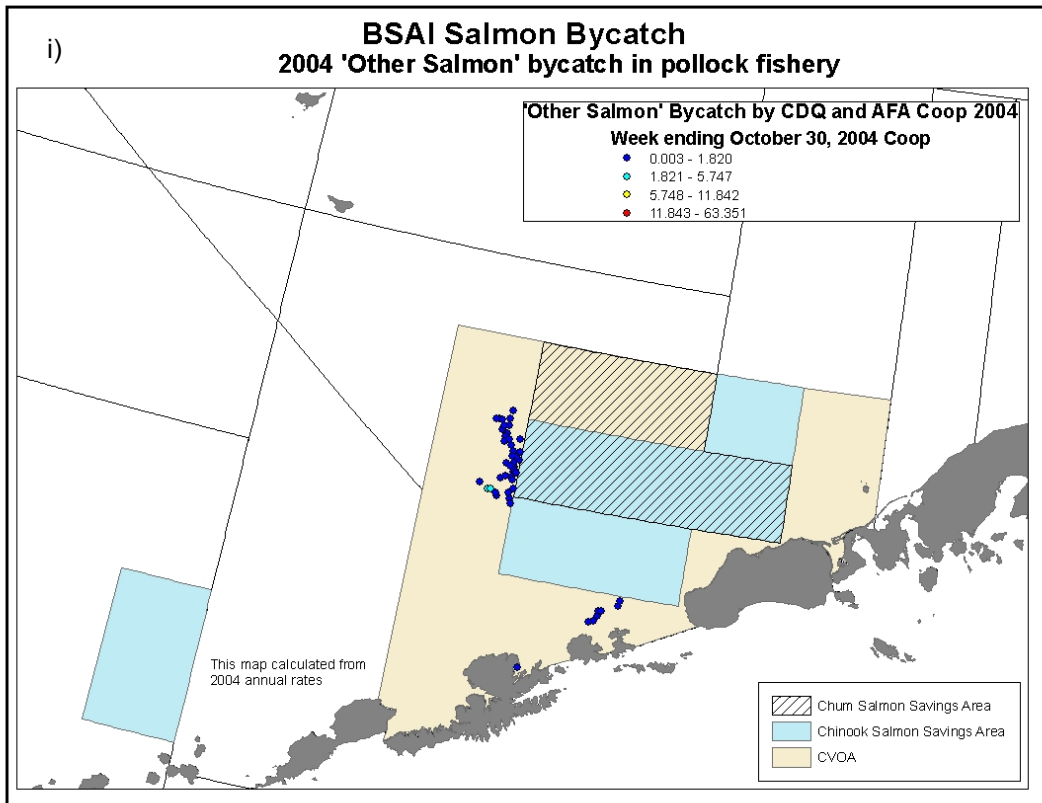 i)
BSAI Salmon Bycatch
2004 'Other Salmon' bycatch in pollock fishery
'Other Salmon' Bycatch by CDQ and AFA Coop 2004
Week ending October 30, 2004 Coop
0.003 - 1.820
1.821 - 5.747
5.748 - 11.842
11.843 - 63.351
This map calculated from
2004 annual rates
Chum Salmon Savings Area
Chinook Salmon Savings Area
CVOA